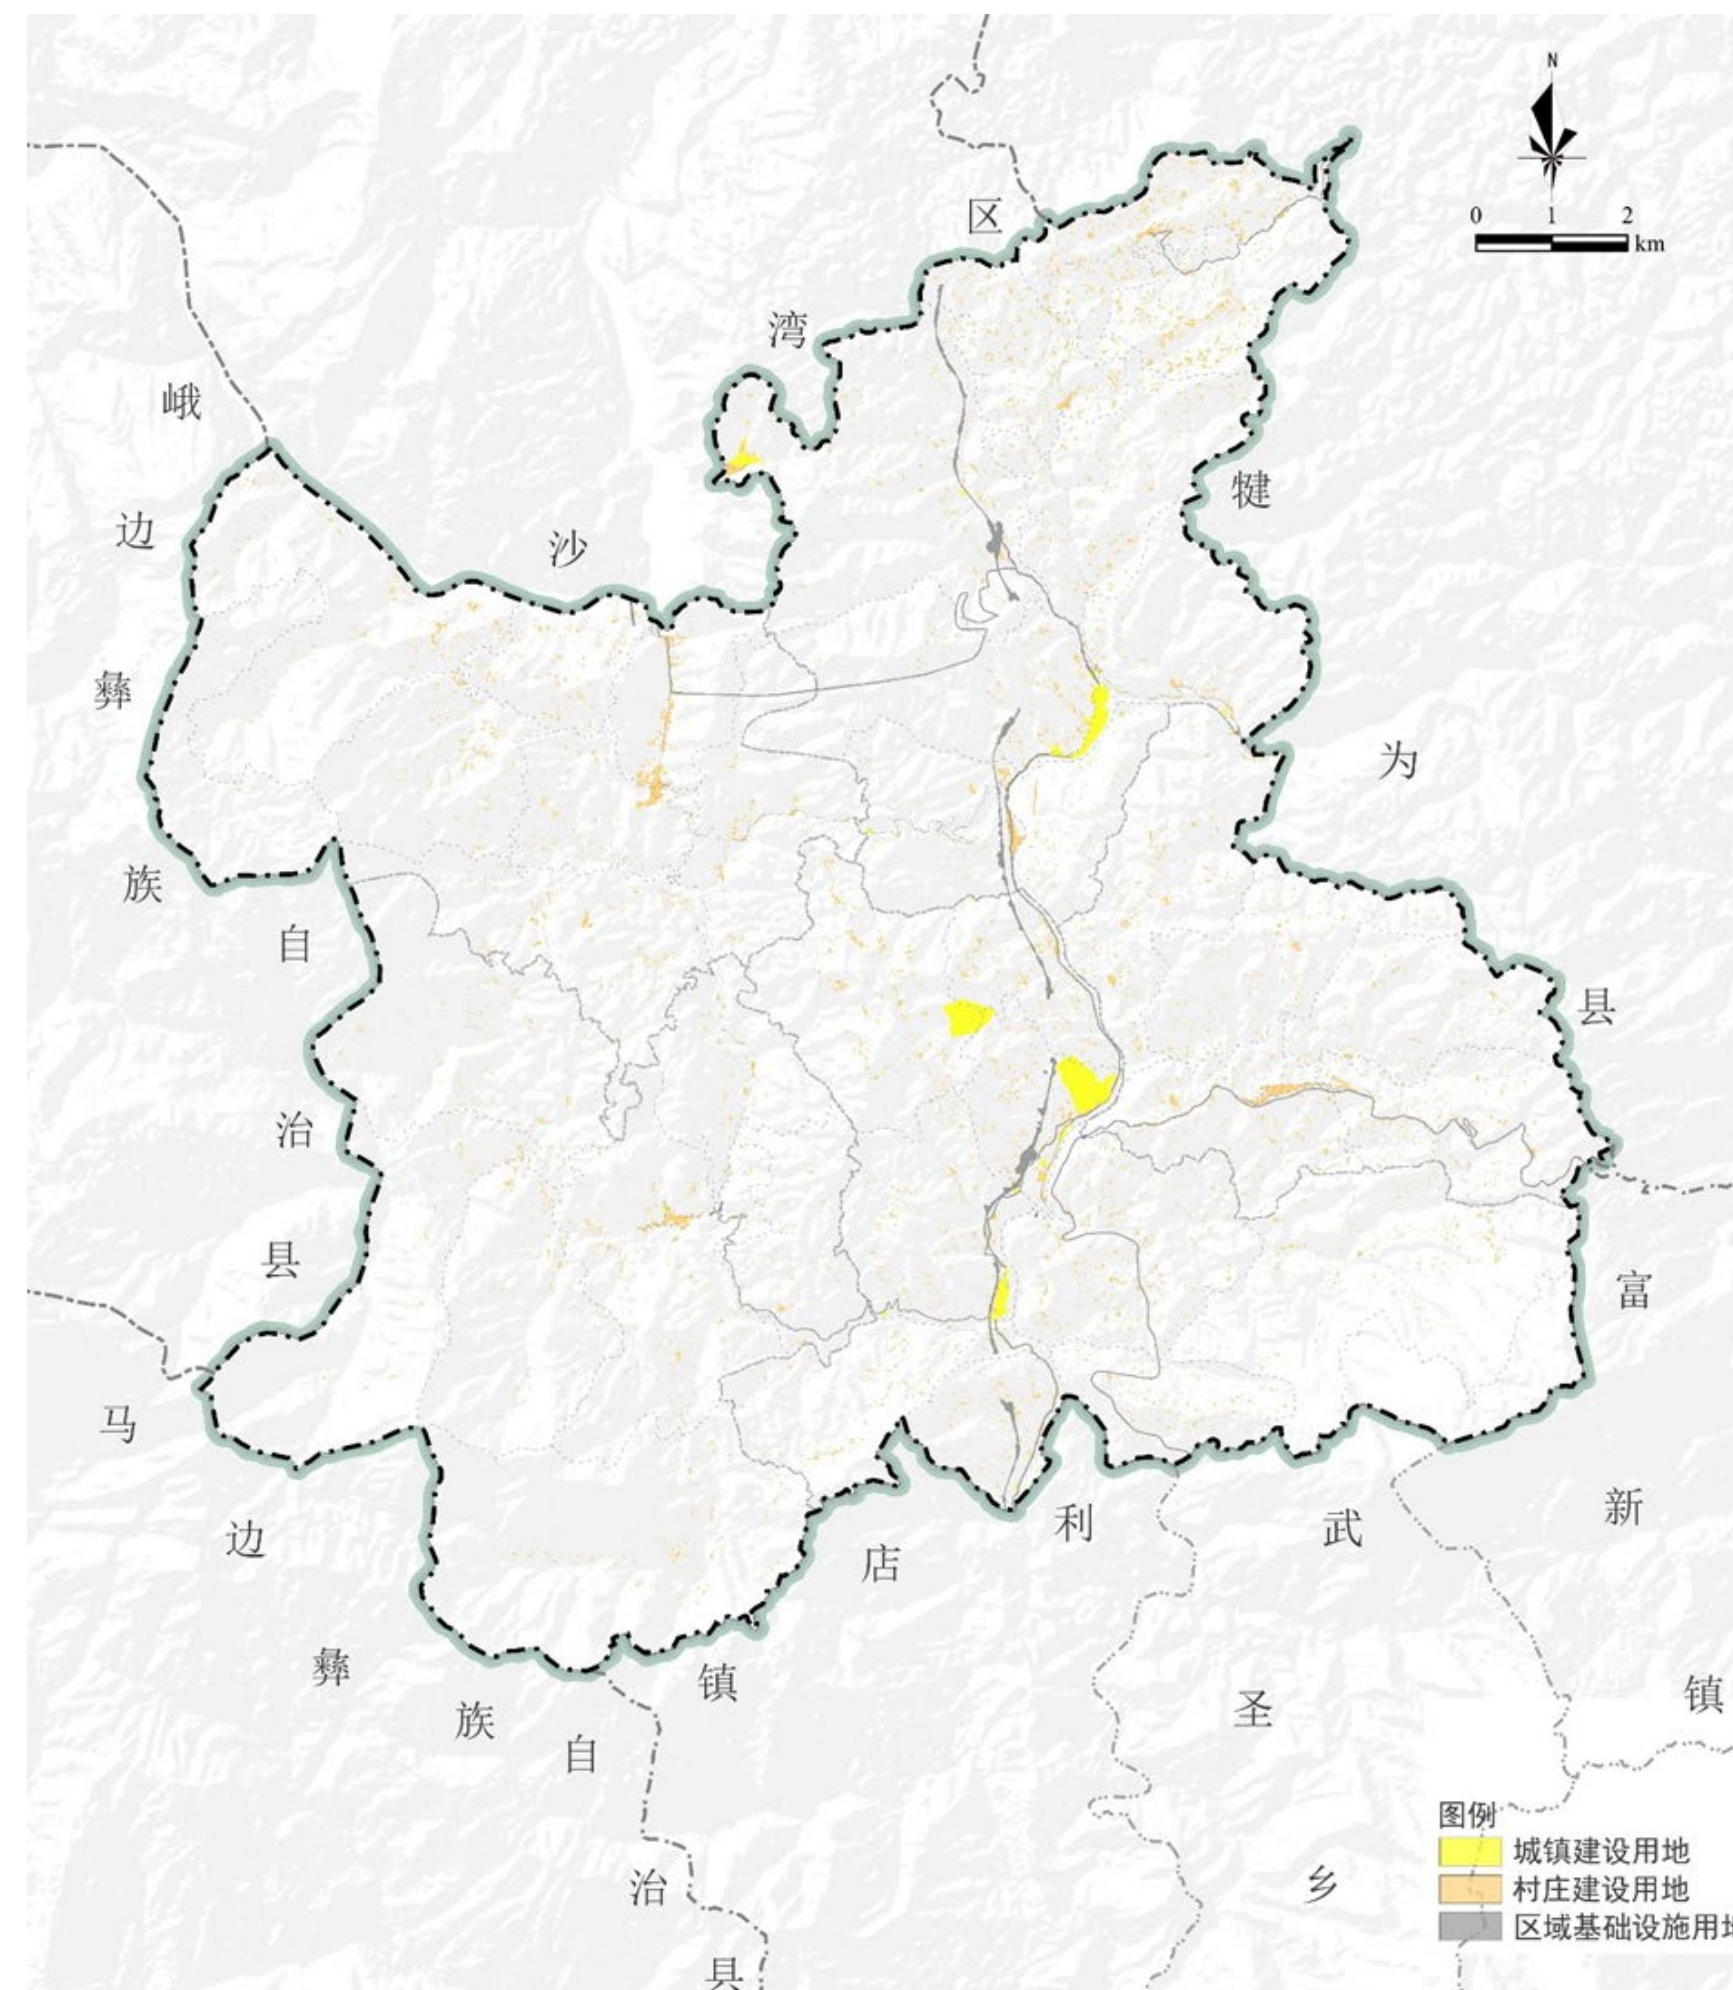 N
0 1 2
km
沙湾区
犍为县
峨边彝族自治县
马边彝族自治县
利店镇
武圣乡
富新镇
图例
城镇建设用地
村庄建设用地
区域基础设施用地